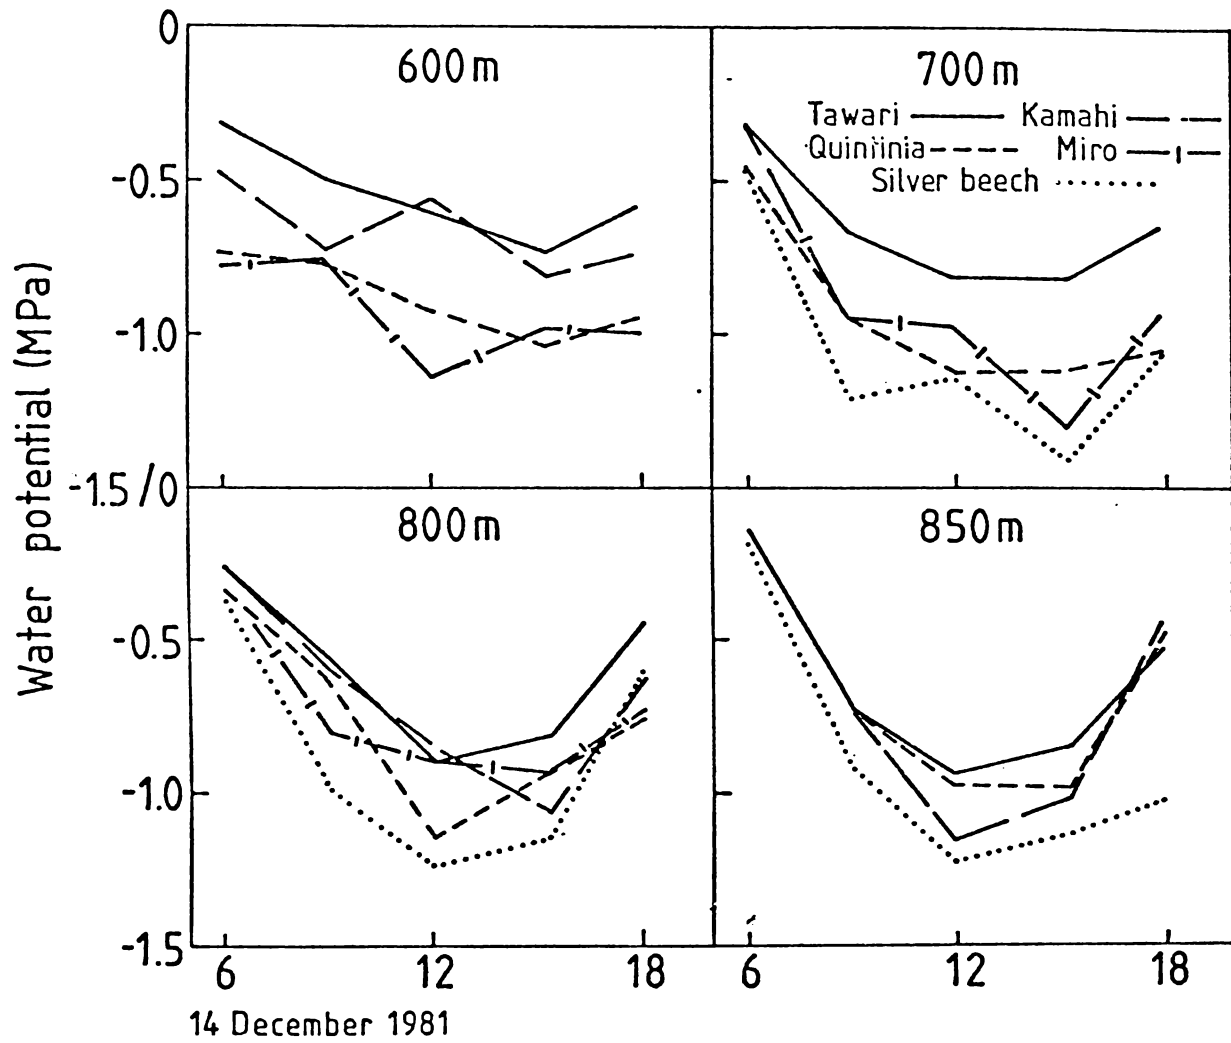 0
600m
700m
Tawari Kamahi
Quintinia Miro
Silver beech
-0.5
-1.0
-1.5/0
Water potential (MPa)
800m
850m
-0.5
-1.0
-1.5
6 12 18 6 12 18
14 December 1981